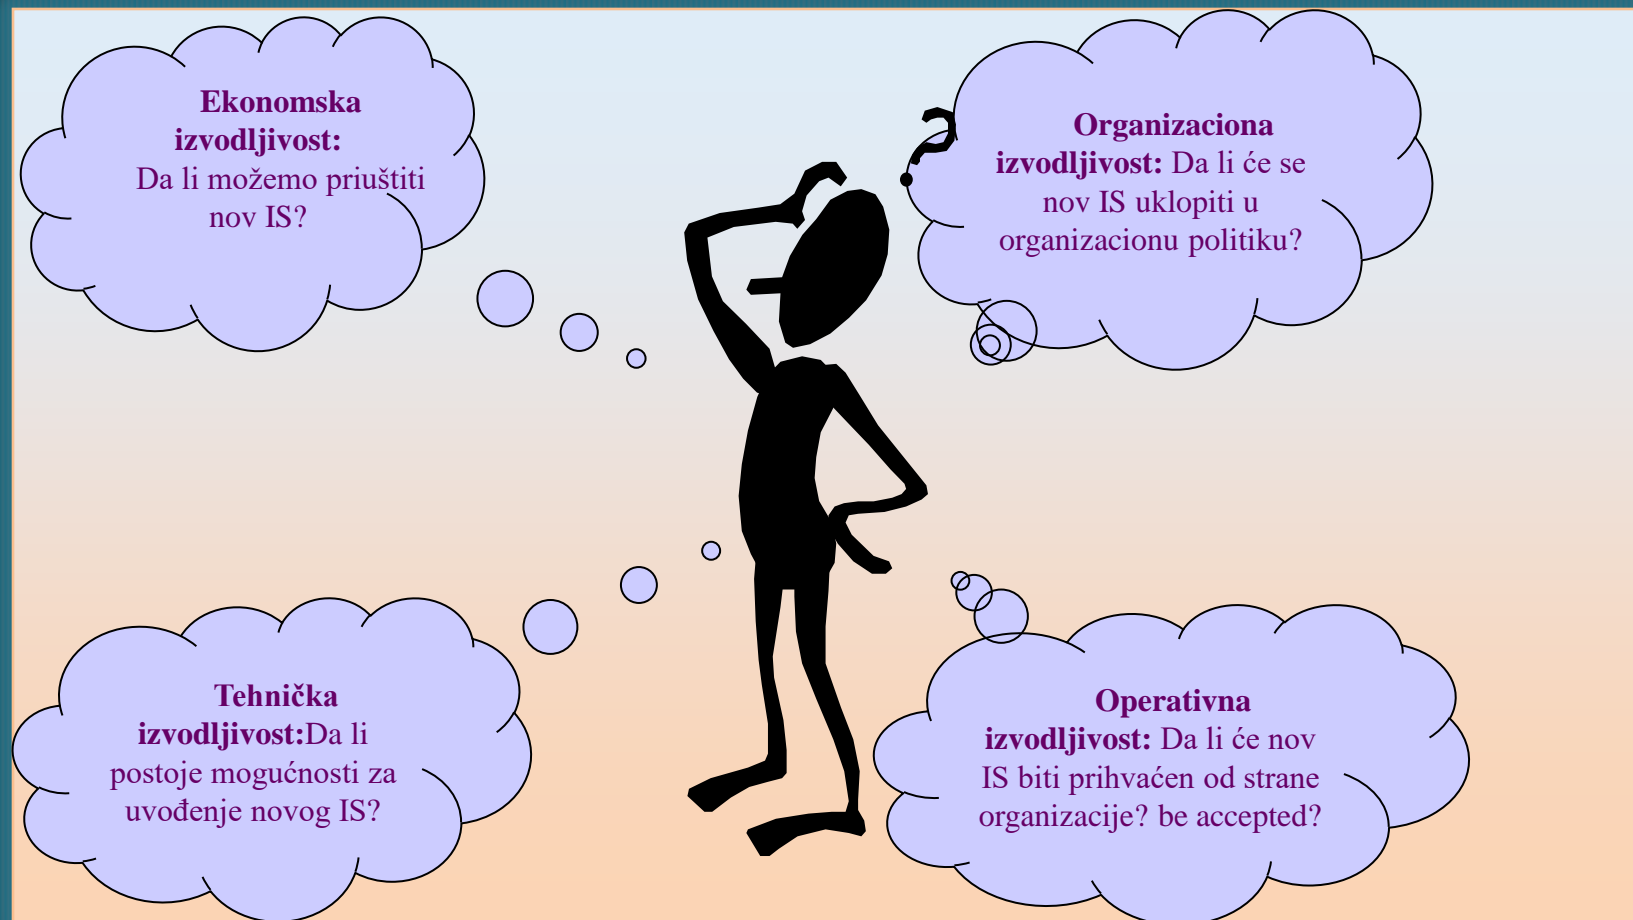 Ekonomska
izvodljivost:
Da li možemo priuštiti
nov IS?
Organizaciona
izvodljivost: Da li će se
nov IS uklopiti u
organizacionu politiku?
Tehnička
izvodljivost:Da li
postoje mogućnosti za
uvođenje novog IS?
Operativna
izvodljivost: Da li će nov
IS biti prihvaćen od strane
organizacije? be accepted?